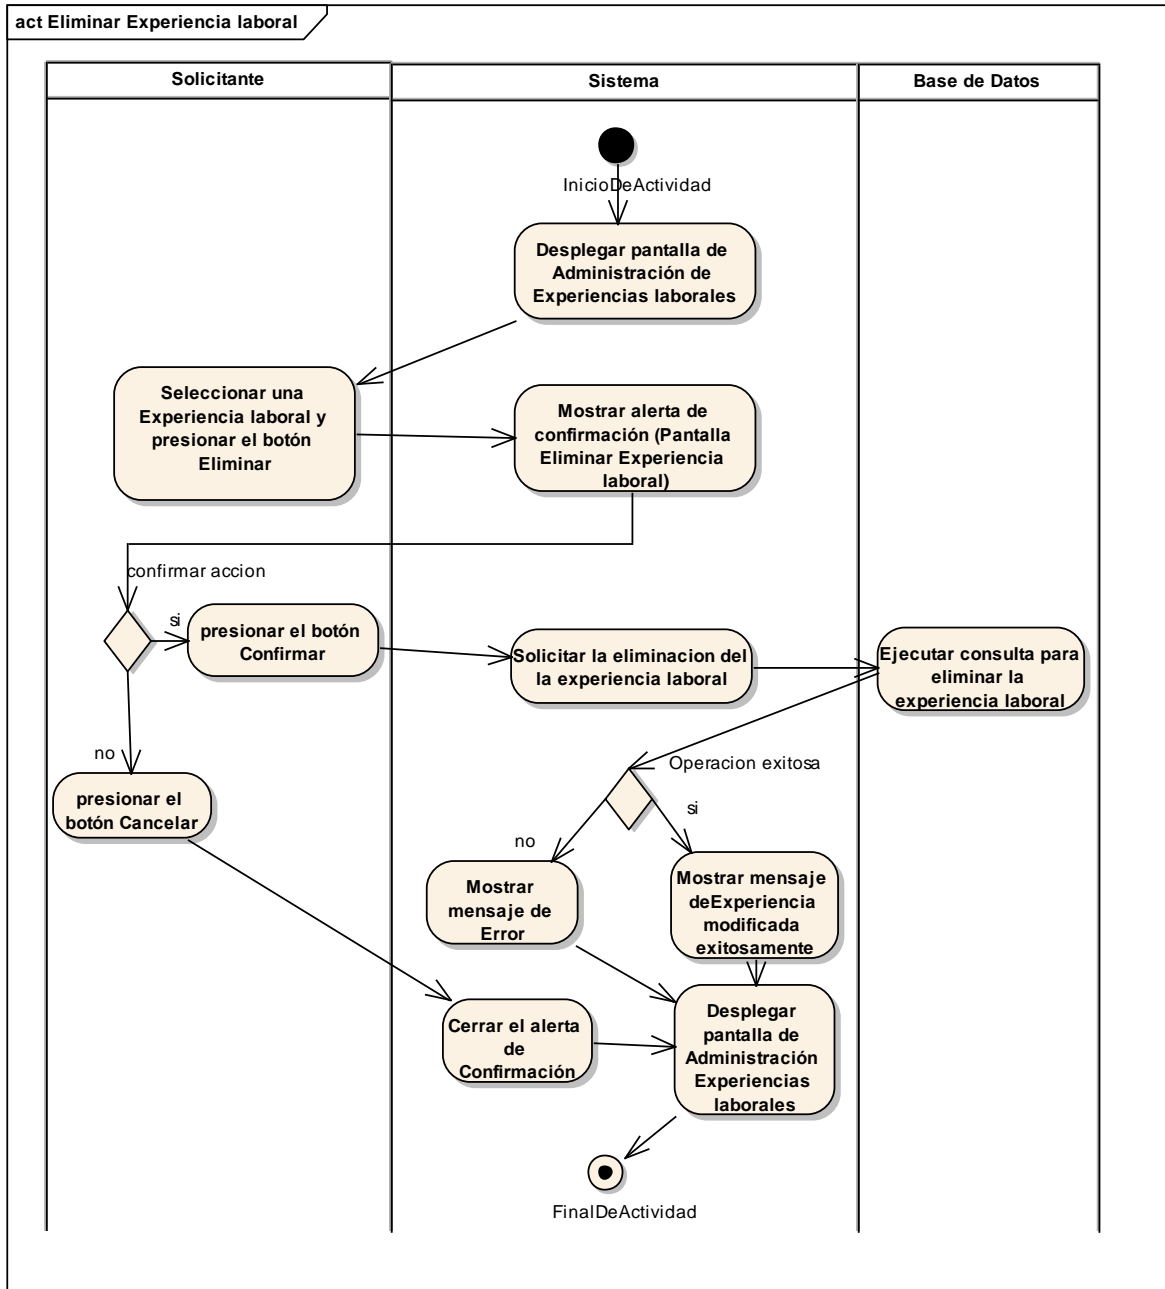 act Eliminar Experiencia laboral
Solicitante
Sistema
Base de Datos
InicioDeActividad
Desplegar pantalla de
Administración de
Experiencias laborales
Seleccionar una
Experiencia laboral y
presionar el botón
Eliminar
Mostrar alerta de
confirmación (Pantalla
Eliminar Experiencia
laboral)
confirmar accion
si
presionar el botón
Confirmar
Solicitar la eliminacion del
la experiencia laboral
Ejecutar consulta para
eliminar la
experiencia laboral
no
presionar el
botón Cancelar
Operacion exitosa
si
no
Mostrar
mensaje de
Error
Mostrar mensaje
deExperiencia
modificada
exitosamente
Cerrar el alerta
de
Confirmación
Desplegar
pantalla de
Administración
Experiencias
laborales
FinalDeActividad